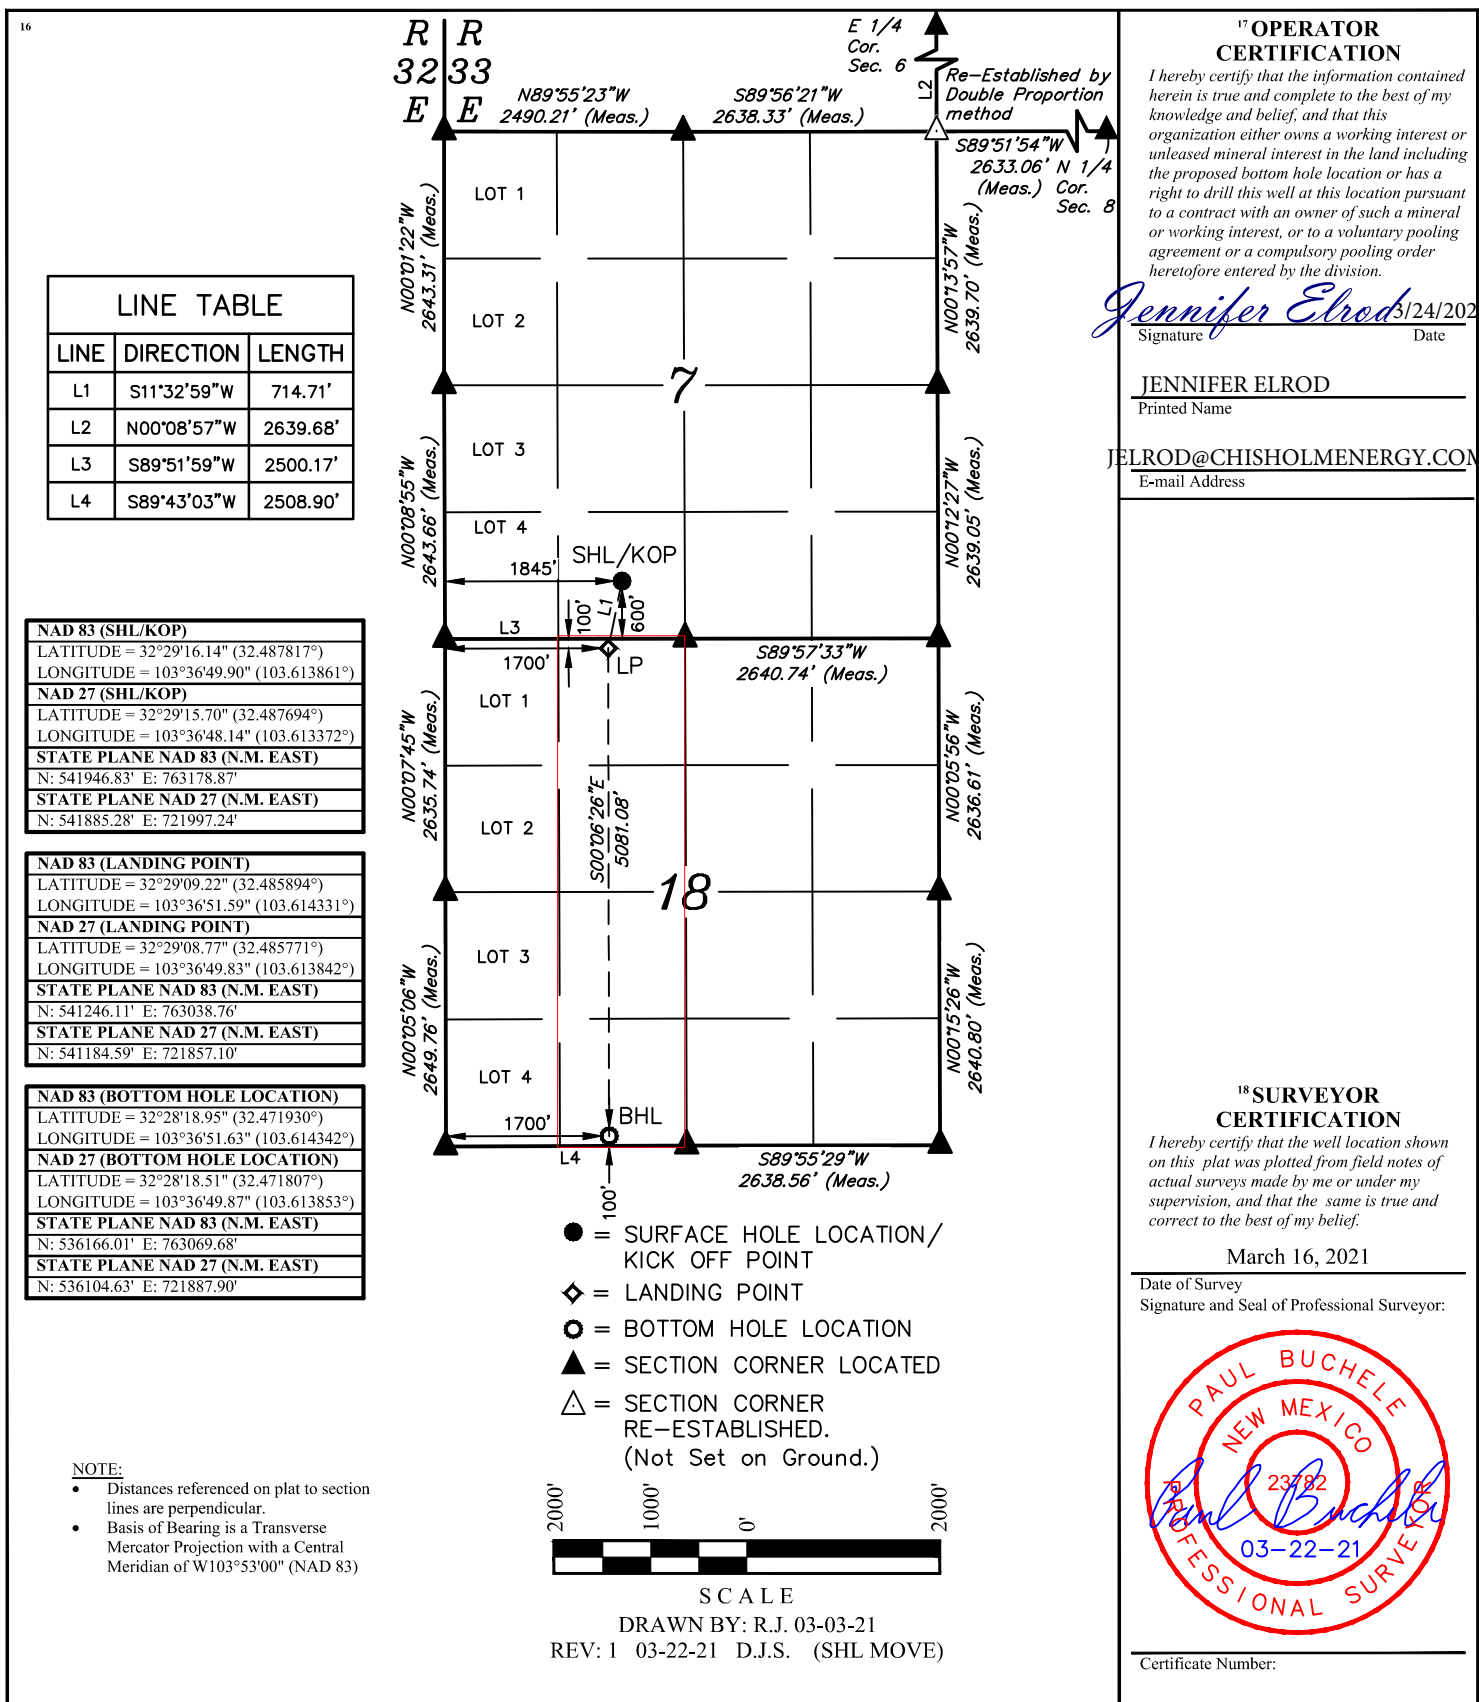 16
R R
32 33
E E
E 1/4
Cor.
Sec. 6
L2
Re-Established by
Double Proportion
method
N89°55'23"W
2490.21' (Meas.)
S89°56'21"W
2638.33' (Meas.)
S89°51'54"W
2633.06'
(Meas.)
N 1/4
Cor.
Sec. 8
LOT 1
N00°01'22"W
2643.31' (Meas.)
N00°13'57"W
2639.70' (Meas.)
LOT 2
7
LOT 3
N00°08'55"W
2643.66' (Meas.)
N00°12'27"W
2639.05' (Meas.)
LOT 4
SHL/KOP
1845'
100'
L1
600'
L3
1700'
LP
S89°57'33"W
2640.74' (Meas.)
LOT 1
N00°07'45"W
2635.74' (Meas.)
N00°05'56"W
2636.61' (Meas.)
S00°06'26"E
5081.08'
LOT 2
18
LOT 3
N00°05'06"W
2649.76' (Meas.)
N00°15'26"W
2640.80' (Meas.)
LOT 4
1700'
BHL
L4
100'
S89°55'29"W
2638.56' (Meas.)
LINE TABLE
LINE DIRECTION LENGTH
L1 S11°32'59"W 714.71'
L2 N00°08'57"W 2639.68'
L3 S89°51'59"W 2500.17'
L4 S89°43'03"W 2508.90'
NAD 83 (SHL/KOP)
LATITUDE = 32°29'16.14" (32.487817°)
LONGITUDE = 103°36'49.90" (103.613861°)
NAD 27 (SHL/KOP)
LATITUDE = 32°29'15.70" (32.487694°)
LONGITUDE = 103°36'48.14" (103.613372°)
STATE PLANE NAD 83 (N.M. EAST)
N: 541946.83' E: 763178.87'
STATE PLANE NAD 27 (N.M. EAST)
N: 541885.28' E: 721997.24'
NAD 83 (LANDING POINT)
LATITUDE = 32°29'09.22" (32.485894°)
LONGITUDE = 103°36'51.59" (103.614331°)
NAD 27 (LANDING POINT)
LATITUDE = 32°29'08.77" (32.485771°)
LONGITUDE = 103°36'49.83" (103.613842°)
STATE PLANE NAD 83 (N.M. EAST)
N: 541246.11' E: 763038.76'
STATE PLANE NAD 27 (N.M. EAST)
N: 541184.59' E: 721857.10'
NAD 83 (BOTTOM HOLE LOCATION)
LATITUDE = 32°28'18.95" (32.471930°)
LONGITUDE = 103°36'51.63" (103.614342°)
NAD 27 (BOTTOM HOLE LOCATION)
LATITUDE = 32°28'18.51" (32.471807°)
LONGITUDE = 103°36'49.87" (103.613853°)
STATE PLANE NAD 83 (N.M. EAST)
N: 536166.01' E: 763069.68'
STATE PLANE NAD 27 (N.M. EAST)
N: 536104.63' E: 721887.90'
= SURFACE HOLE LOCATION/
KICK OFF POINT
= LANDING POINT
= BOTTOM HOLE LOCATION
= SECTION CORNER LOCATED
= SECTION CORNER
RE-ESTABLISHED.
(Not Set on Ground.)
NOTE:
• Distances referenced on plat to section
lines are perpendicular.
• Basis of Bearing is a Transverse
Mercator Projection with a Central
Meridian of W103°53'00" (NAD 83)
2000' 1000' 0' 2000'
SCALE
DRAWN BY: R.J. 03-03-21
REV: 1 03-22-21 D.J.S. (SHL MOVE)
17 OPERATOR
CERTIFICATION
I hereby certify that the information contained
herein is true and complete to the best of my
knowledge and belief, and that this
organization either owns a working interest or
unleased mineral interest in the land including
the proposed bottom hole location or has a
right to drill this well at this location pursuant
to a contract with an owner of such a mineral
or working interest, or to a voluntary pooling
agreement or a compulsory pooling order
heretofore entered by the division.
Jennifer Elrod 3/24/202
Signature Date
JENNIFER ELROD
Printed Name
JELROD@CHISHOLMENERGY.COM
E-mail Address
18 SURVEYOR
CERTIFICATION
I hereby certify that the well location shown
on this plat was plotted from field notes of
actual surveys made by me or under my
supervision, and that the same is true and
correct to the best of my belief.
March 16, 2021
Date of Survey
Signature and Seal of Professional Surveyor:
PAUL BUCHELE
NEW MEXICO
23782
Paul Buchele
03-22-21
PROFESSIONAL SURVEYOR
Certificate Number: